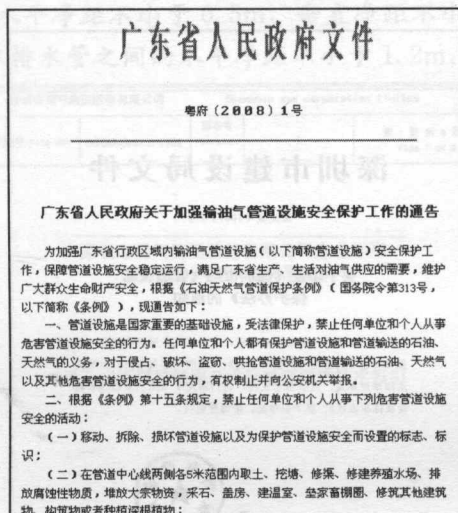 广东省人民政府文件
粤府〔2008〕1号
广东省人民政府关于加强输油气管道设施安全保护工作的通告
为加强广东省行政区域内输油气管道设施（以下简称管道设施）安全保护工
作，保障管道设施安全稳定运行，满足广东省生产、生活对油气供应的需要，维护
广大群众生命财产安全，根据《石油天然气管道保护条例》（国务院令第313号，
以下简称《条例》），现通告如下：
一、管道设施是国家重要的基础设施，受法律保护，禁止任何单位和个人从事
危害管道设施安全的行为。任何单位和个人都有保护管道设施和管道输送的石油、
天然气的义务，对于侵占、破坏、盗窃、哄抢管道设施和管道输送的石油、天然气
以及其他危害管道设施安全的行为，有权制止并向公安机关举报。
二、根据《条例》第十五条规定，禁止任何单位和个人从事下列危害管道设施
安全的活动：
（一）移动、拆除、损坏管道设施以及为保护管道设施安全而设置的标志、标
识；
（二）在管道中心线两侧各5米范围内取土、挖塘、修渠、修建养殖水场、排
放腐蚀性物质，堆放大宗物资，采石、盖房、建温室、垒家畜棚圈、修筑其他建筑
物、构筑物或者种植深根植物；